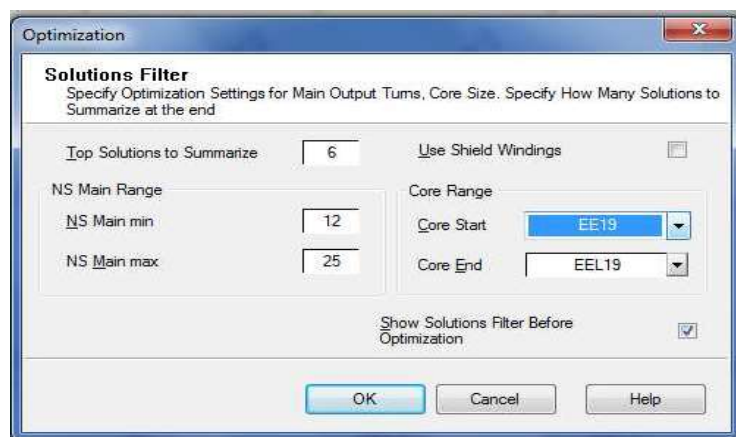 Optimization
Solutions Filter
Specify Optimization Settings for Main Output Turns, Core Size. Specify How Many Solutions to
Summarize at the end
Top Solutions to Summarize 6 Use Shield Windings
NS Main Range Core Range
NS Main min 12 Core Start EE19
NS Main max 25 Core End EEL19
Show Solutions Filter Before
Optimization
OK Cancel Help